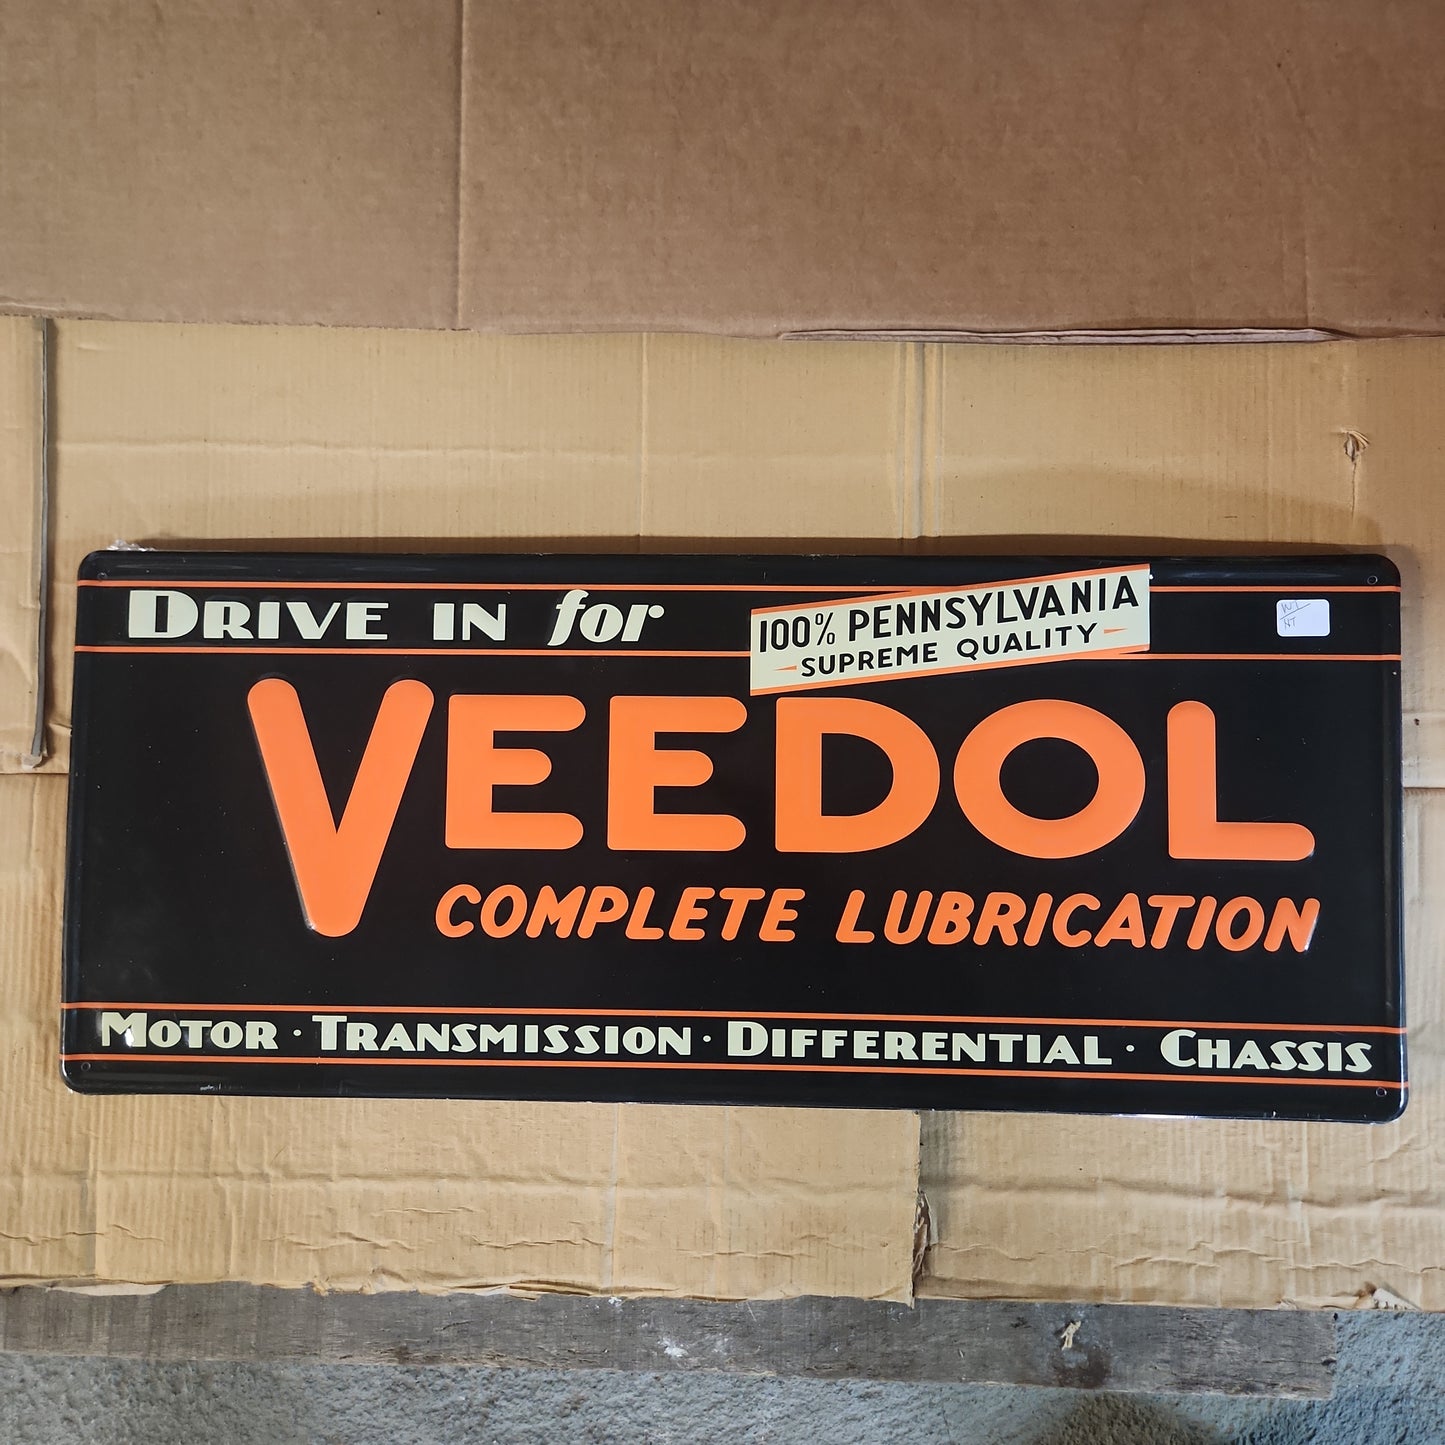 DRIVE IN for
100% PENNSYLVANIA
SUPREME QUALITY
VEEDOL
COMPLETE LUBRICATION
MOTOR · TRANSMISSION · DIFFERENTIAL · CHASSIS